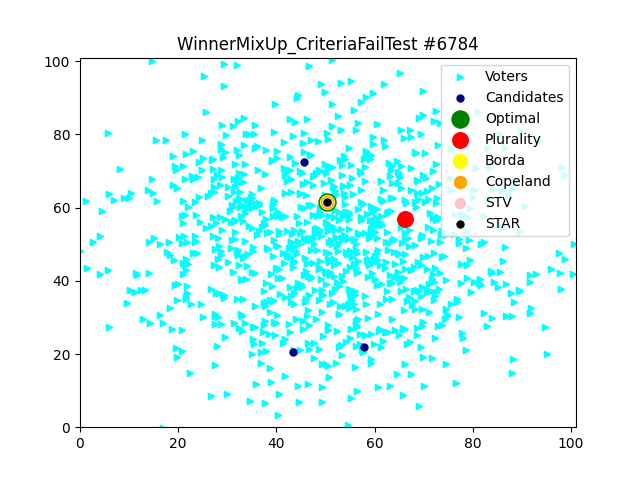 WinnerMixUp_CriteriaFailTest #6784
100
80
60
40
20
0
0 20 40 60 80 100
Voters
Candidates
Optimal
Plurality
Borda
Copeland
STV
STAR